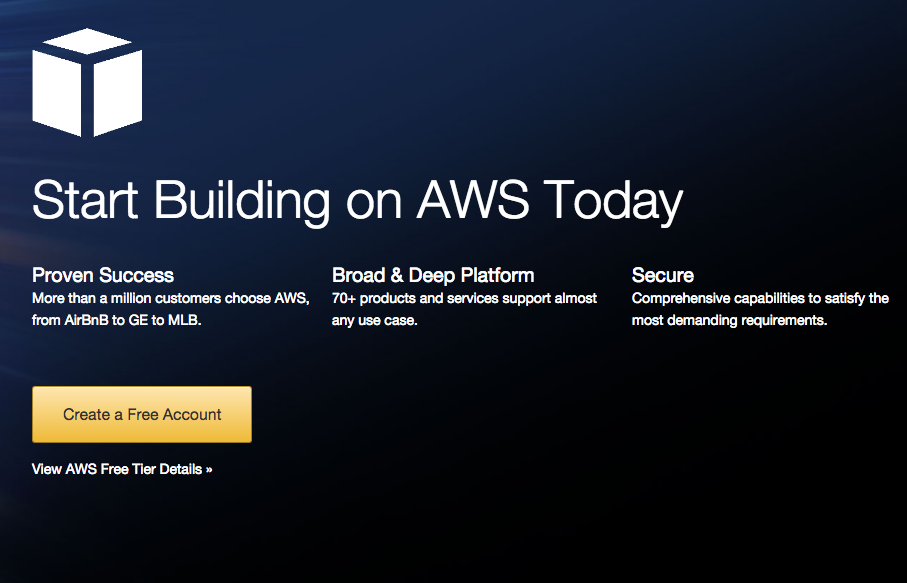 Start Building on AWS Today
Proven Success
More than a million customers choose AWS,
from AirBnB to GE to MLB.
Broad & Deep Platform
70+ products and services support almost
any use case.
Secure
Comprehensive capabilities to satisfy the
most demanding requirements.
Create a Free Account
View AWS Free Tier Details »